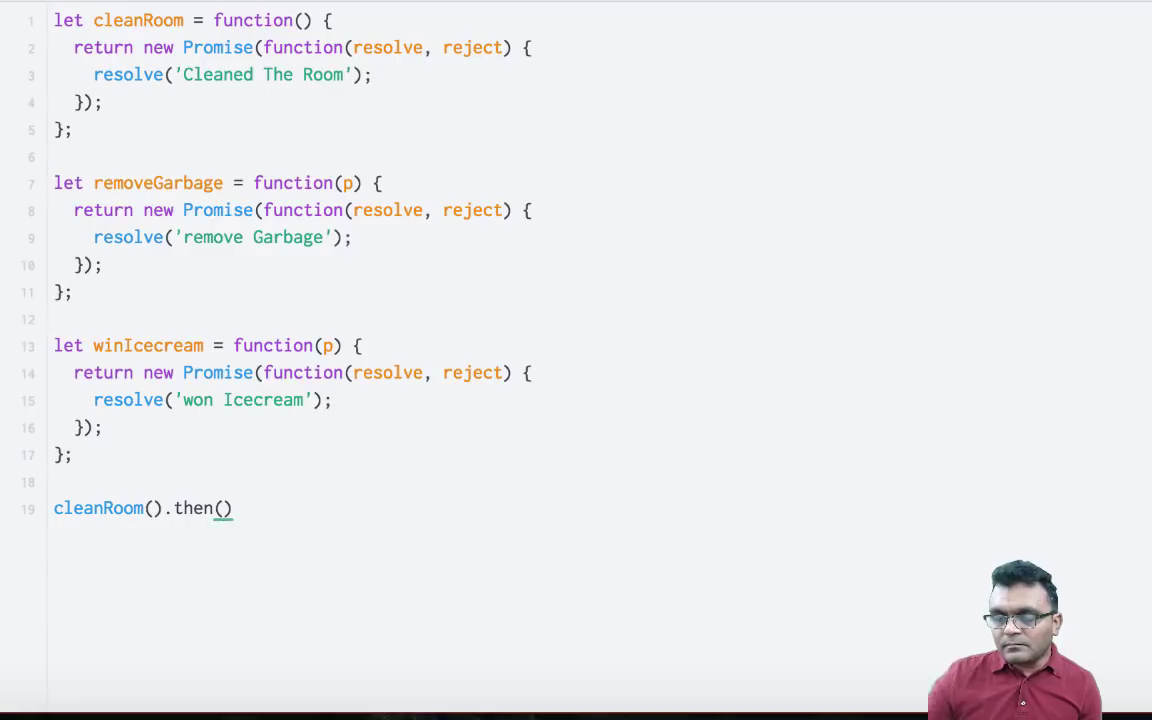 1 let cleanRoom = function() {
2 return new Promise(function(resolve, reject) {
3 resolve('Cleaned The Room');
4 });
5 };
6
7 let removeGarbage = function(p) {
8 return new Promise(function(resolve, reject) {
9 resolve('remove Garbage');
10 });
11 };
12
13 let winIcecream = function(p) {
14 return new Promise(function(resolve, reject) {
15 resolve('won Icecream');
16 });
17 };
18
19 cleanRoom().then()